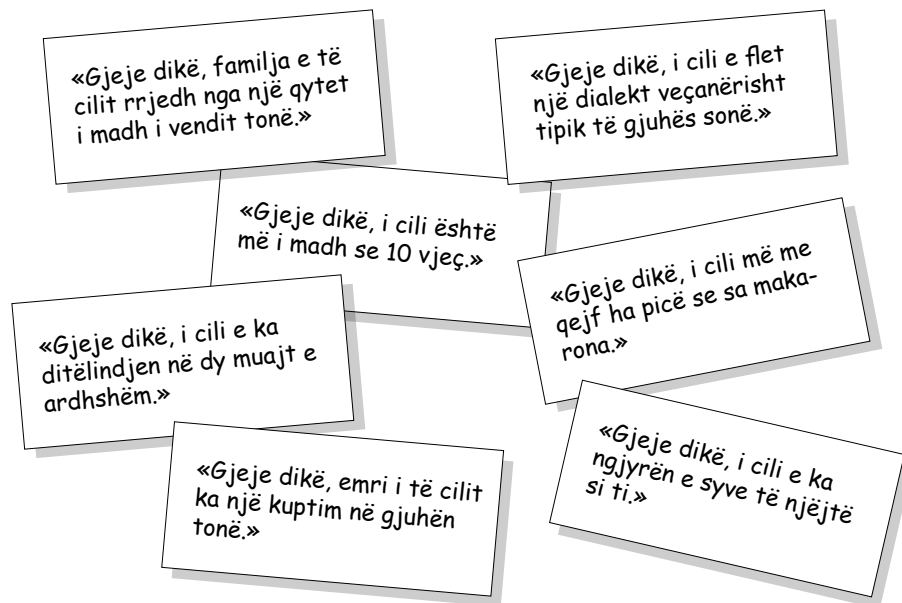 «Gjeje dikë, familja e të
cilit rrjedh nga një qytet
i madh i vendit tonë.»
«Gjeje dikë, i cili e flet
një dialekt veçanërisht
tipik të gjuhës sonë.»
«Gjeje dikë, i cili është
më i madh se 10 vjeç.»
«Gjeje dikë, i cili më me
qejf ha picë se sa maka-
rona.»
«Gjeje dikë, i cili e ka
ditëlindjen në dy muajt e
ardhshëm.»
«Gjeje dikë, i cili e ka
ngjyrën e syve të njëjtë
si ti.»
«Gjeje dikë, emri i të cilit
ka një kuptim në gjuhën
tonë.»